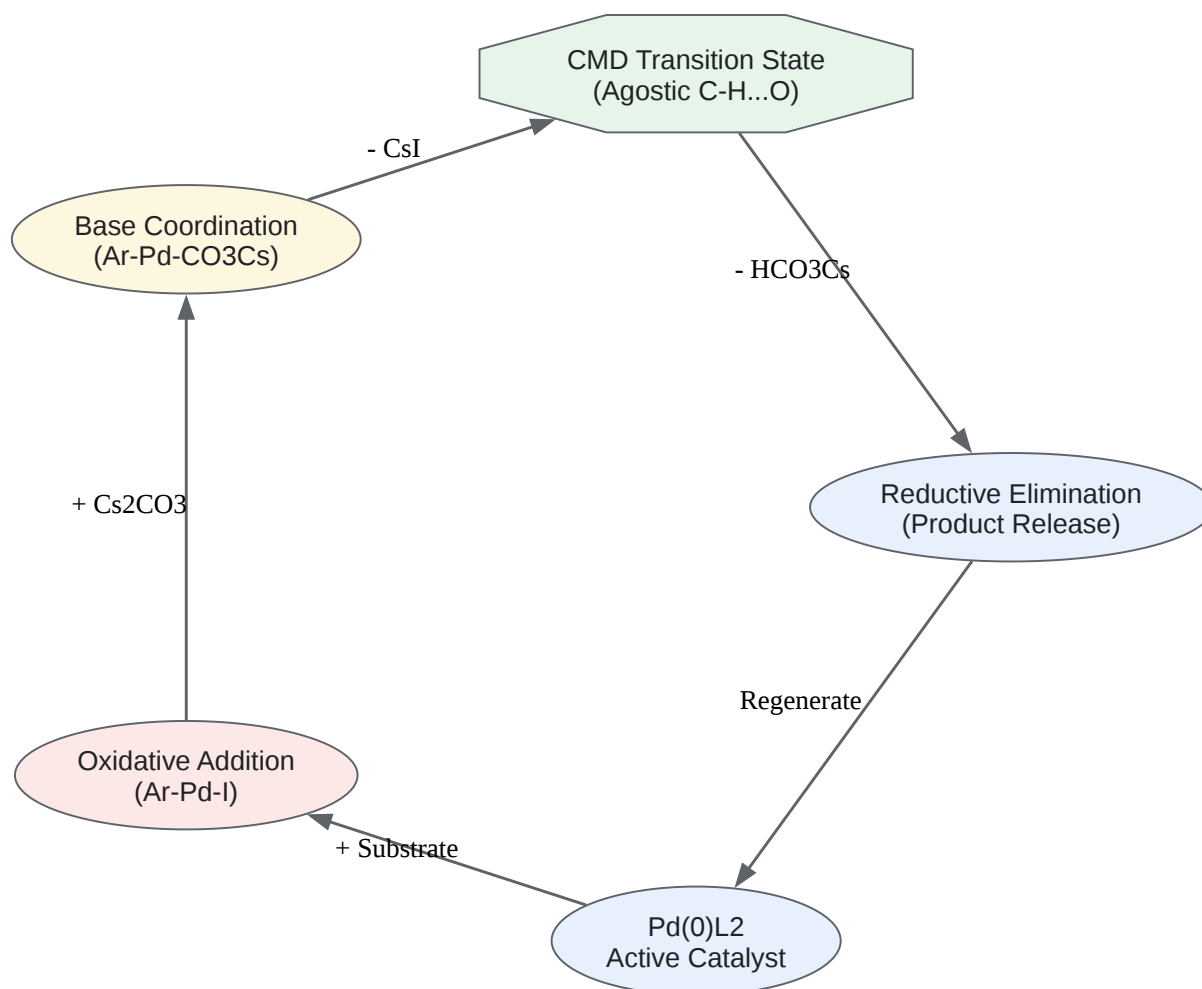 CMD Transition State
(Agostic C-H...O)
- CsI
Base Coordination
(Ar-Pd-CO3Cs)
- HCO3Cs
+ Cs2CO3
Reductive Elimination
(Product Release)
Regenerate
Oxidative Addition
(Ar-Pd-I)
+ Substrate
Pd(0)L2
Active Catalyst